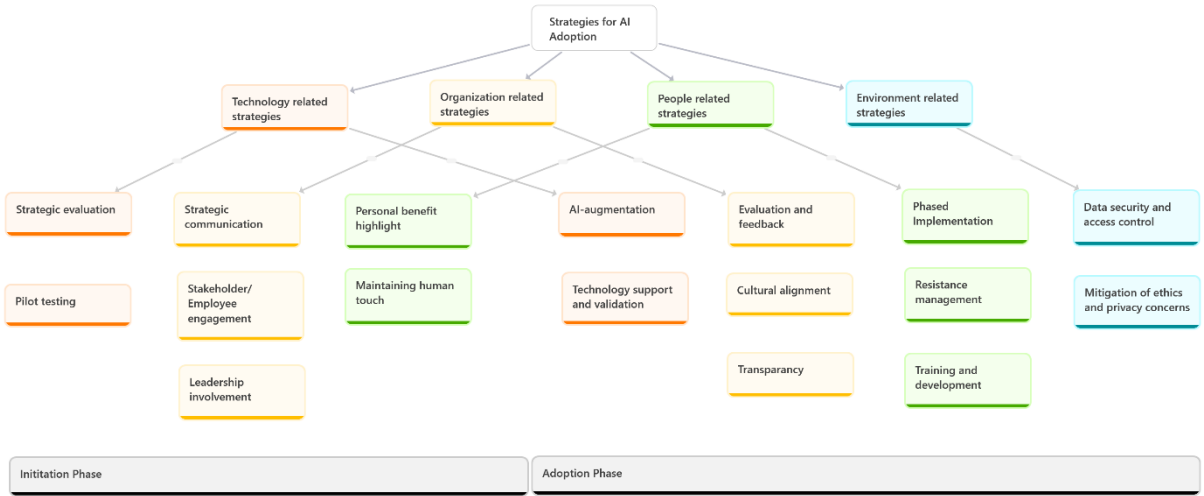 Strategies for AI
Adoption
Technology related
strategies
Organization related
strategies
People related
strategies
Environment related
strategies
Strategic evaluation
Strategic
communication
Personal benefit
highlight
AI-augmentation
Evaluation and
feedback
Phased
Implementation
Data security and
access control
Pilot testing
Stakeholder/
Employee
engagement
Maintaining human
touch
Technology support
and validation
Cultural alignment
Resistance
management
Mitigation of ethics
and privacy concerns
Leadership
involvement
Transparancy
Training and
development
Inititation Phase
Adoption Phase